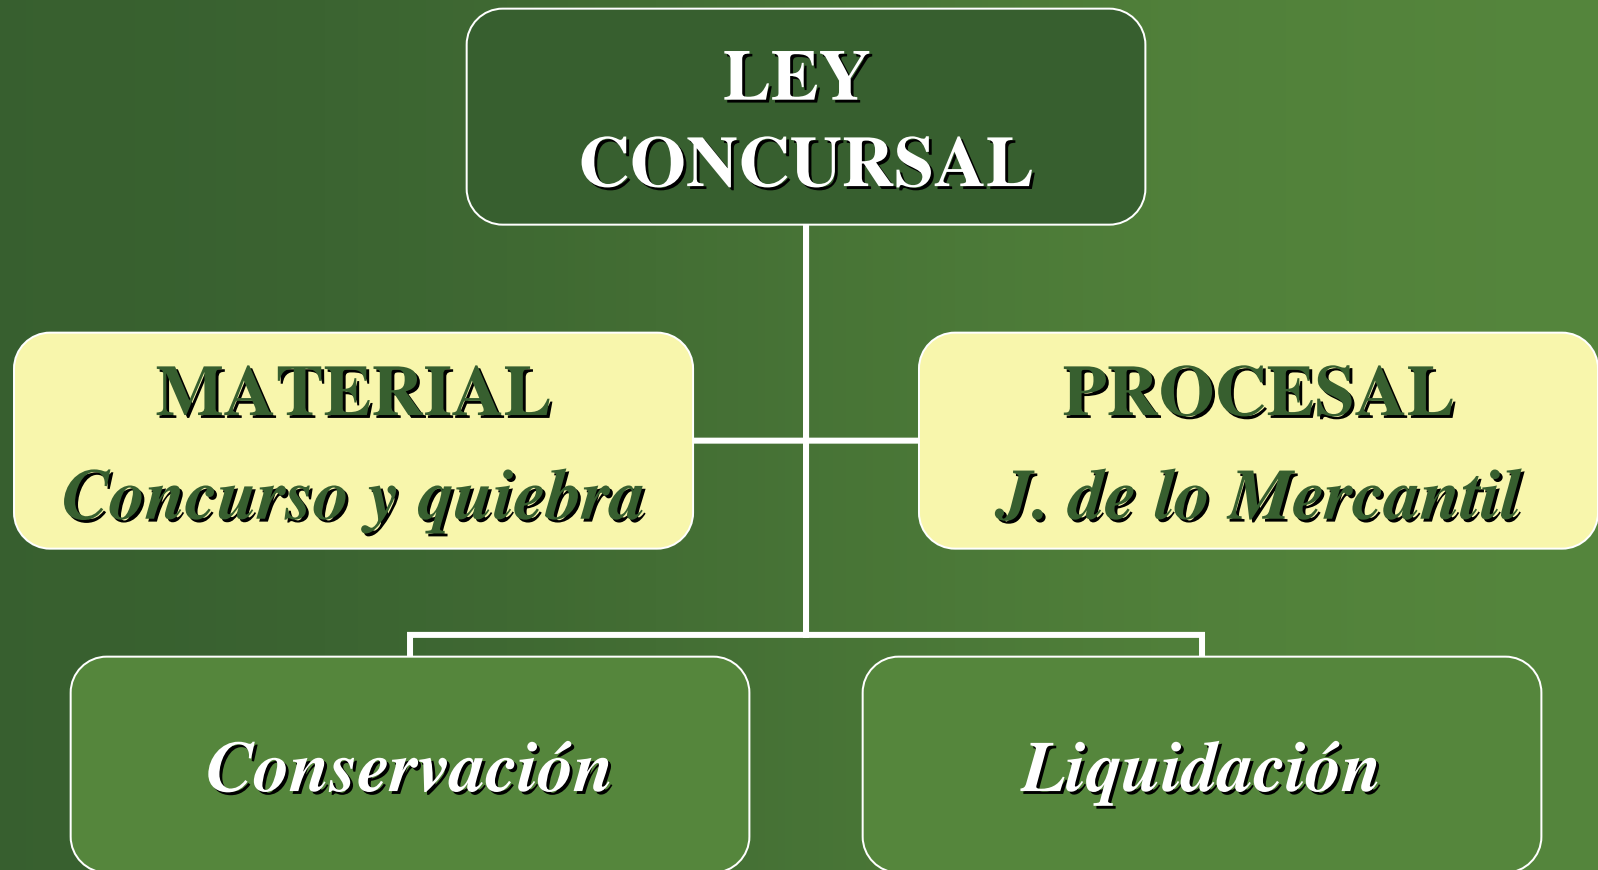 LEY
CONCURSAL
MATERIAL
Concurso y quiebra
PROCESAL
J. de lo Mercantil
Conservación
Liquidación